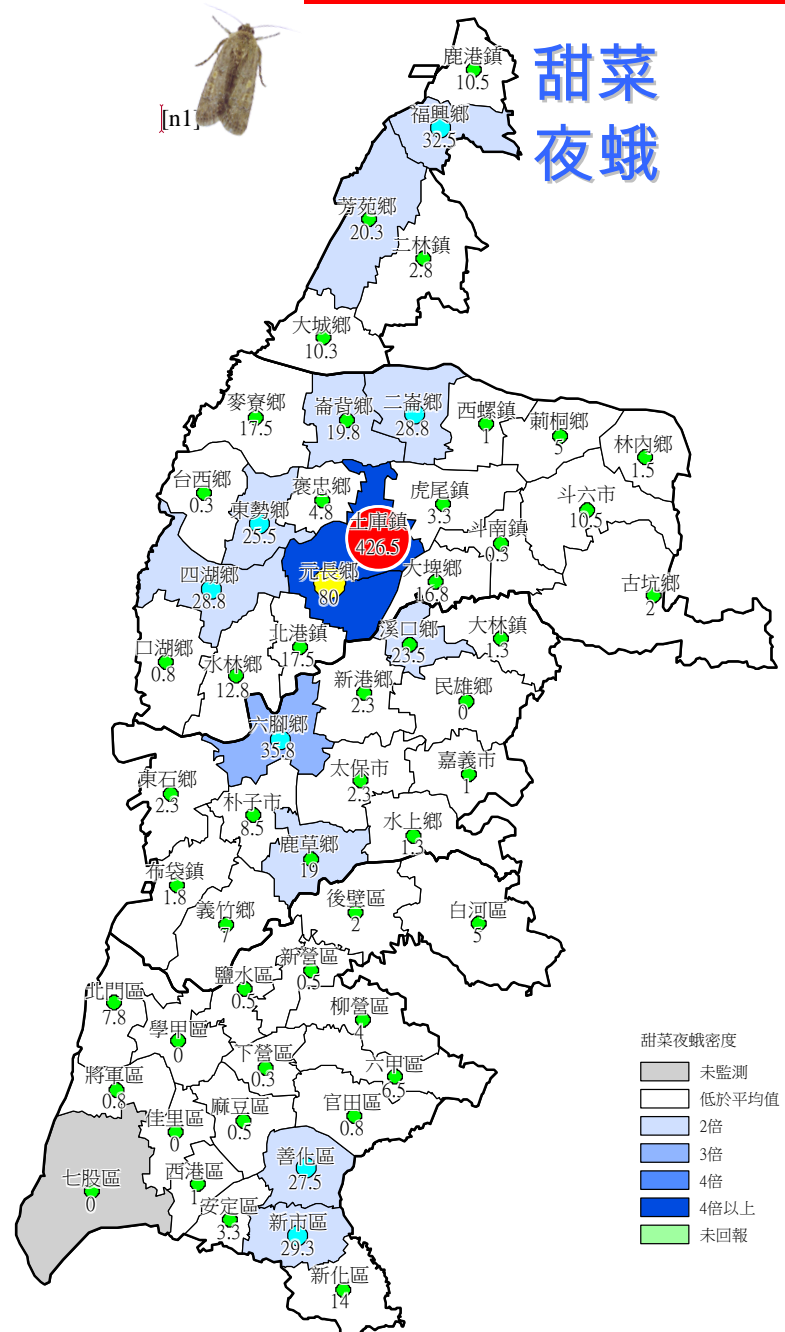 甜菜
夜蛾
[n1]
鹿港鎮
10.5
福興鄉
32.5
芳苑鄉
20.3
二林鎮
2.8
大城鄉
10.3
麥寮鄉
17.5
崙背鄉
19.8
二崙鄉
28.8
西螺鎮
1
莿桐鄉
5
林內鄉
1.5
台西鄉
0.3
東勢鄉
25.5
褒忠鄉
4.8
土庫鎮
426.5
虎尾鎮
3.3
斗南鎮
0.3
斗六市
10.5
四湖鄉
28.8
元長鄉
80
大埤鄉
16.8
古坑鄉
2
口湖鄉
0.8
水林鄉
12.8
北港鎮
17.5
溪口鄉
23.5
大林鎮
1.3
新港鄉
2.3
民雄鄉
0
六腳鄉
35.8
東石鄉
2.3
朴子市
8.5
太保市
2.3
嘉義市
1
水上鄉
1.3
鹿草鄉
19
布袋鎮
1.8
義竹鄉
7
後壁區
2
白河區
5
新營區
0.5
鹽水區
0.5
北門區
7.8
學甲區
0
柳營區
4
下營區
0.3
六甲區
6.5
將軍區
0.8
佳里區
0
麻豆區
0.5
官田區
0.8
七股區
0
西港區
1
善化區
27.5
安定區
3.3
新市區
29.3
新化區
14
甜菜夜蛾密度
未監測
低於平均值
2倍
3倍
4倍
4倍以上
未回報